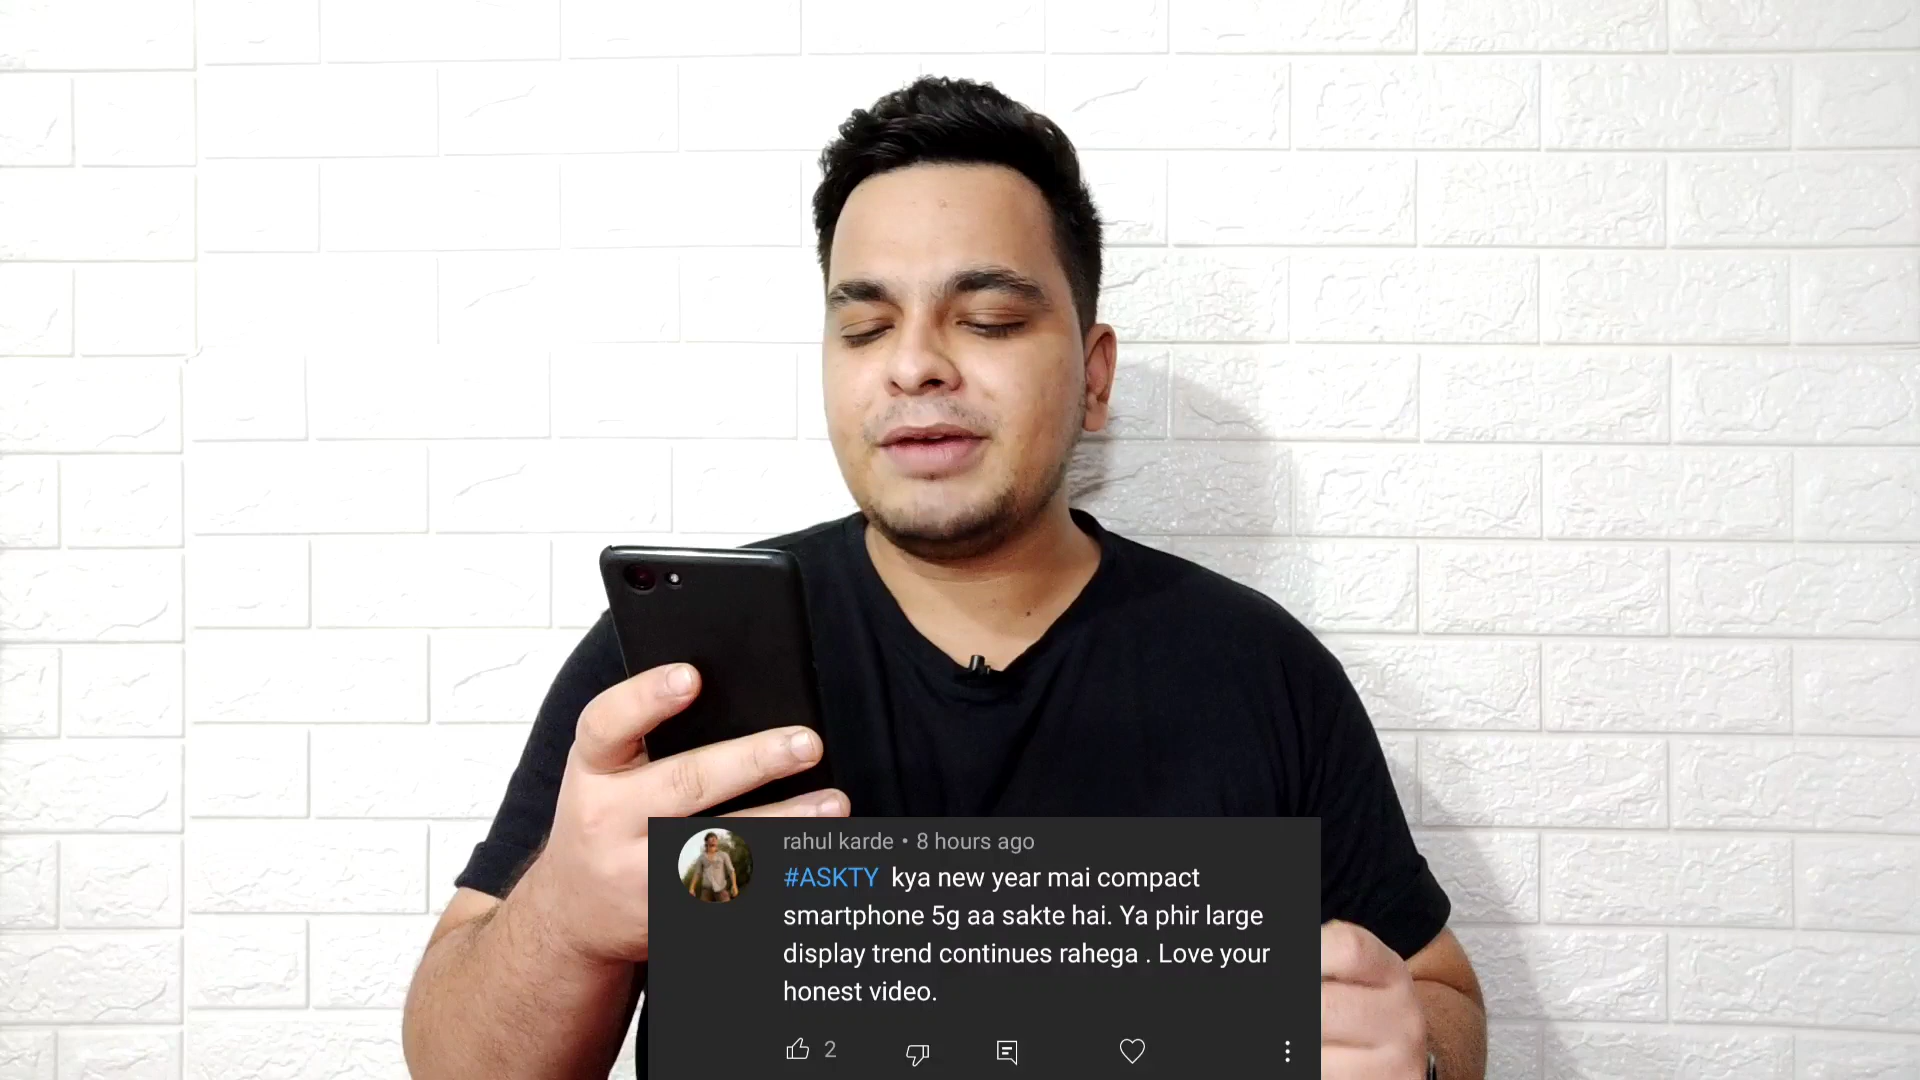 rahul karde • 8 hours ago
#ASKTY kya new year mai compact
smartphone 5g aa sakte hai. Ya phir large
display trend continues rahega . Love your
honest video.
2